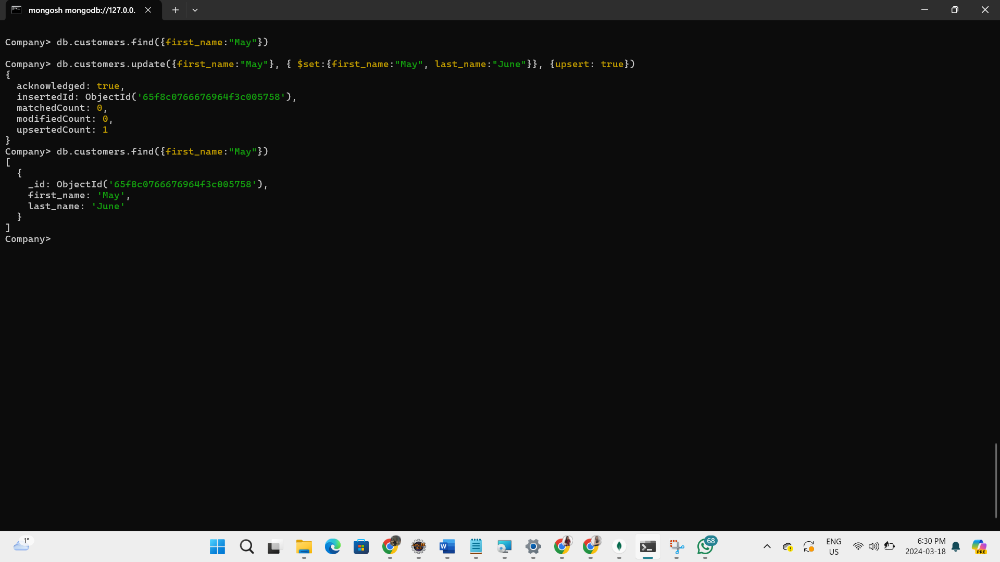 mongosh mongodb://127.0.0.
Company> db.customers.find({first_name:"May"})
Company> db.customers.update({first_name:"May"}, { $set:{first_name:"May", last_name:"June"}}, {upsert: true})
{
  acknowledged: true,
  insertedId: ObjectId('65f8c0766676964f3c005758'),
  matchedCount: 0,
  modifiedCount: 0,
  upsertedCount: 1
}
Company> db.customers.find({first_name:"May"})
[
  {
    _id: ObjectId('65f8c0766676964f3c005758'),
    first_name: 'May',
    last_name: 'June'
  }
]
Company>
1°
W
68
ENG
US
6:30 PM
2024-03-18
PRE